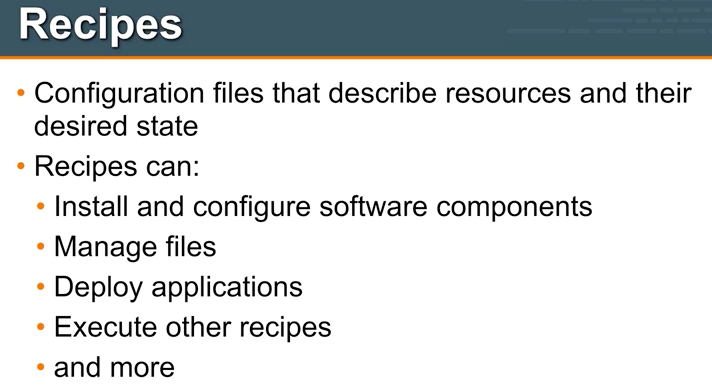 Recipes
• Configuration files that describe resources and their
desired state
• Recipes can:
• Install and configure software components
• Manage files
• Deploy applications
• Execute other recipes
• and more